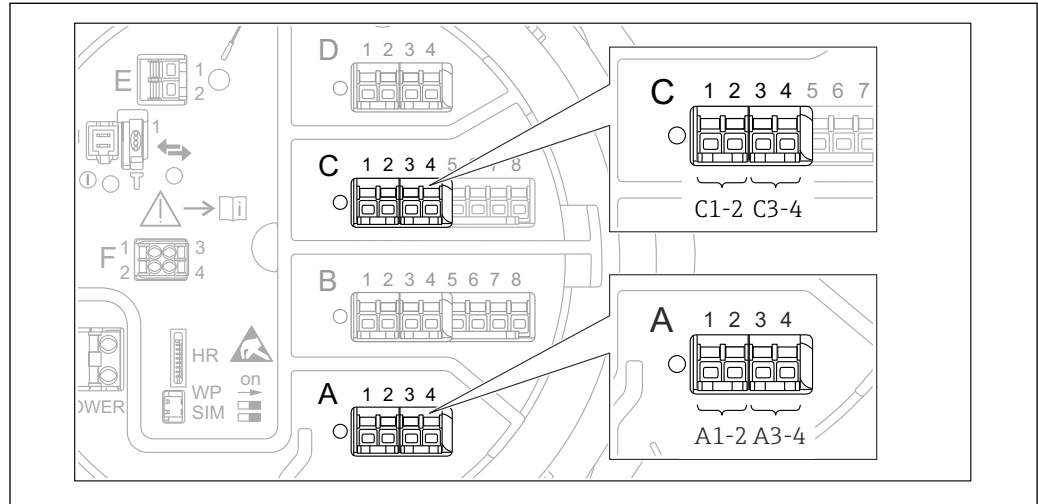 D 1 2 3 4
E 1
2
1
C 1 2 3 4 5 6 7 8
C 1 2 3 4 5 6 7
C1-2 C3-4
i
F 1 3
2 4
B 1 2 3 4 5 6 7 8
A 1 2 3 4
A1-2 A3-4
HR
WP on
SIM
OWER
A 1 2 3 4